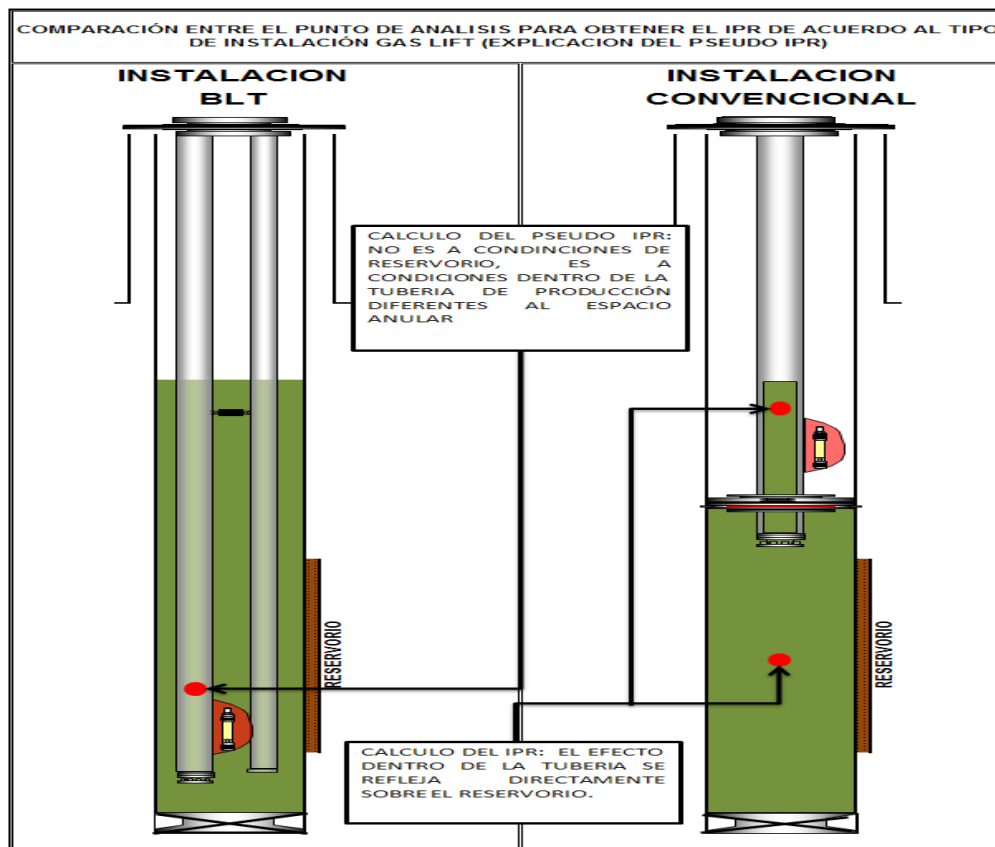 COMPARACIÓN ENTRE EL PUNTO DE ANALISIS PARA OBTENER EL IPR DE ACUERDO AL TIPO
DE INSTALACIÓN GAS LIFT (EXPLICACION DEL PSEUDO IPR)
INSTALACION
BLT
INSTALACION
CONVENCIONAL
CALCULO DEL PSEUDO IPR:
NO ES A CONDINCIONES DE
RESERVORIO, ES A
CONDICIONES DENTRO DE LA
TUBERIA DE PRODUCCIÓN
DIFERENTES AL ESPACIO
ANULAR
RESERVORIO
RESERVORIO
CALCULO DEL IPR: EL EFECTO
DENTRO DE LA TUBERIA SE
REFLEJA DIRECTAMENTE
SOBRE EL RESERVORIO.